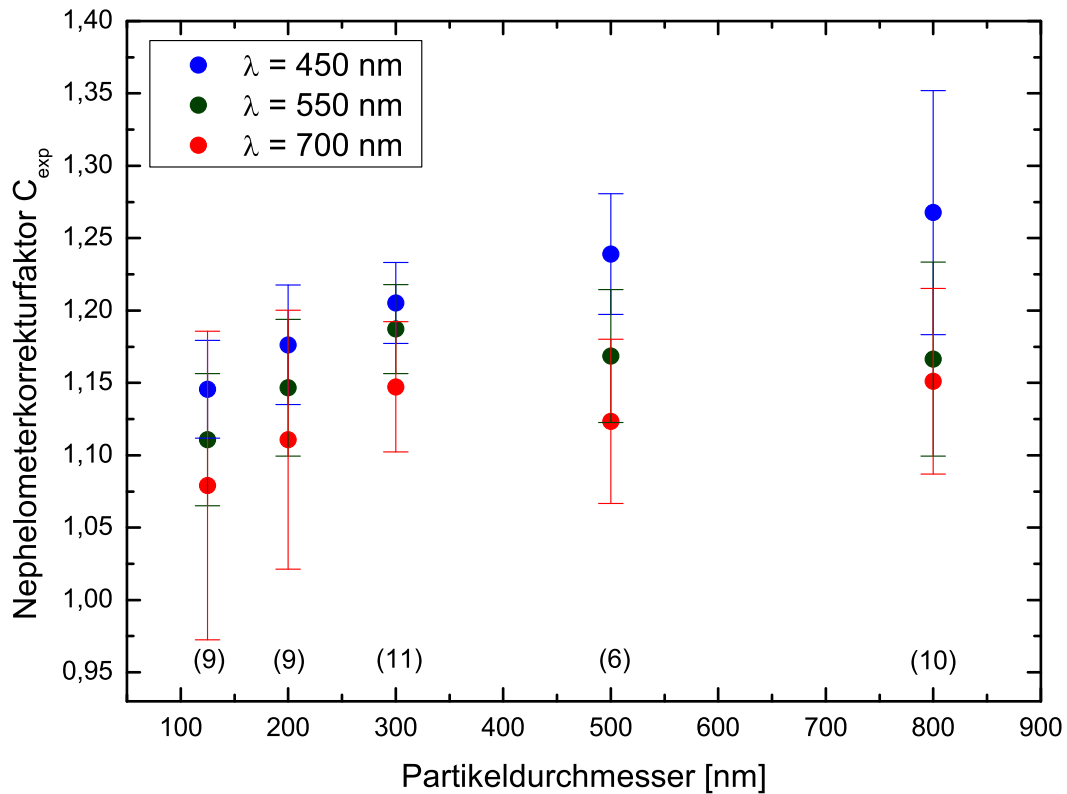 1,40
1,35
1,30
1,25
1,20
1,15
1,10
1,05
1,00
0,95
Nephelometerkorrekturfaktor C_exp
λ = 450 nm
λ = 550 nm
λ = 700 nm
(9) (9) (11) (6) (10)
100 200 300 400 500 600 700 800 900
Partikeldurchmesser [nm]